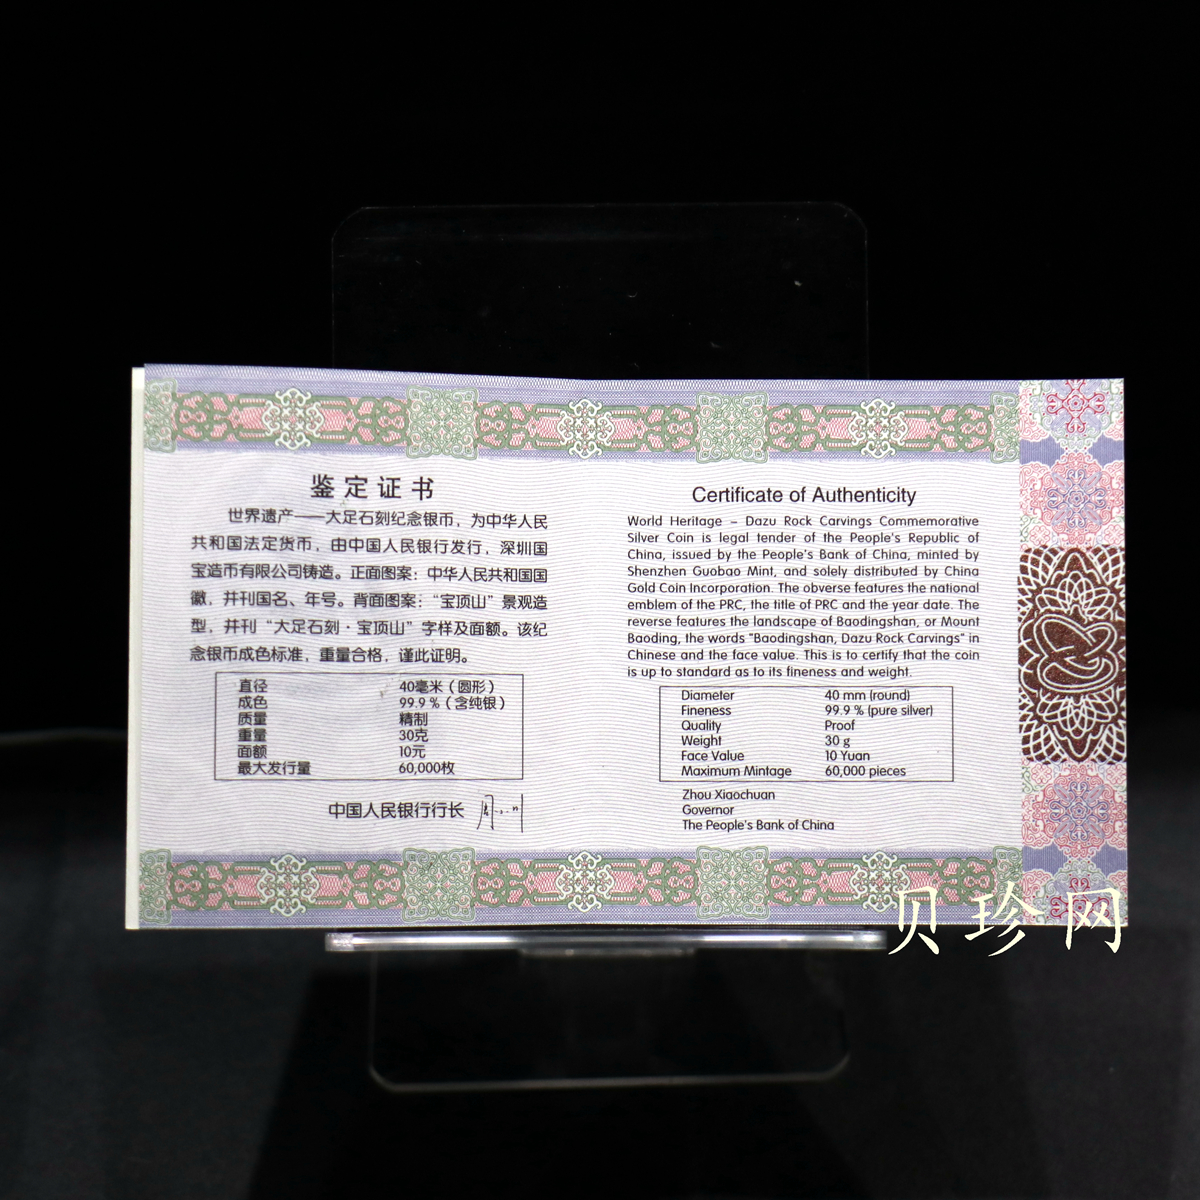 鉴定证书
世界遗产——大足石刻纪念银币，为中华人民
共和国法定货币，由中国人民银行发行，深圳国
宝造币有限公司铸造。正面图案：中华人民共和国国
徽，并刊国名、年号。背面图案：“宝顶山”景观造
型，并刊“大足石刻·宝顶山”字样及面额。该纪
念银币成色标准，重量合格，谨此证明。
直径 40毫米（圆形）
成色 99.9 %（含纯银）
质量 精制
重量 30克
面额 10元
最大发行量 60,000枚
中国人民银行行长
Certificate of Authenticity
World Heritage – Dazu Rock Carvings Commemorative
Silver Coin is legal tender of the People's Republic of
China, issued by the People's Bank of China, minted by
Shenzhen Guobao Mint, and solely distributed by China
Gold Coin Incorporation. The obverse features the national
emblem of the PRC, the title of PRC and the year date. The
reverse features the landscape of Baodingshan, or Mount
Baoding, the words "Baodingshan, Dazu Rock Carvings" in
Chinese and the face value. This is to certify that the coin
is up to standard as to its fineness and weight.
Diameter 40 mm (round)
Fineness 99.9 % (pure silver)
Quality Proof
Weight 30 g
Face Value 10 Yuan
Maximum Mintage 60,000 pieces
Zhou Xiaochuan
Governor
The People's Bank of China
贝珍网